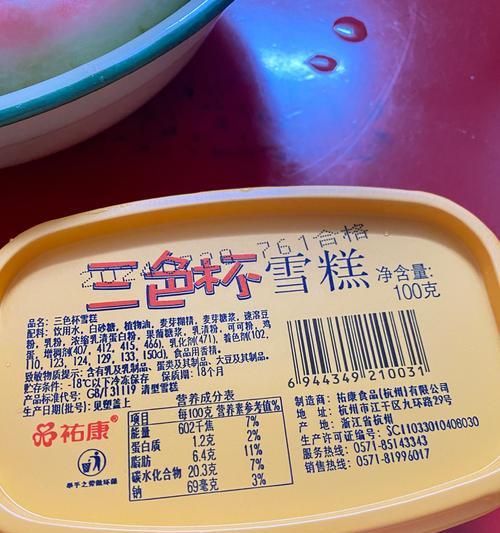 761合格
三色杯雪糕
净含量:
100克
品名: 三色杯雪糕
配料: 饮用水, 白砂糖, 植物油, 麦芽糊精, 麦芽糖浆, 速溶豆
粉, 乳粉, 浓缩乳清蛋白粉, 果葡糖浆, 乳清粉, 可可粉, 鸡
蛋, 增稠剂(407, 412, 415, 466), 乳化剂(471), 着色剂(102,
110, 123, 124, 129, 133, 150d), 食用品香精。
致敏物质提示: 含有乳及乳制品、蛋类及其制品、大豆及其制品。
贮存条件: -18℃以下冷冻保存 保质期: 18个月
产品标准代号: GB/T31119 清型雪糕
生产日期(批号): 见塑盖上
祐康
举手之劳做环保
营养成分表
项目 每100克 营养素参考值%
能量 602千焦 7%
蛋白质 1.2克 2%
脂肪 6.4克 11%
碳水化合物 20.3克 7%
钠 69毫克 3%
6944349210031
制造商: 祐康食品(杭州)有限公司
地 址: 杭州市江干区九环路29号
产 地: 浙江省杭州
生产许可证编号: SC11033010408030
服务热线: 0571-85143343
销售热线: 0571-81996017